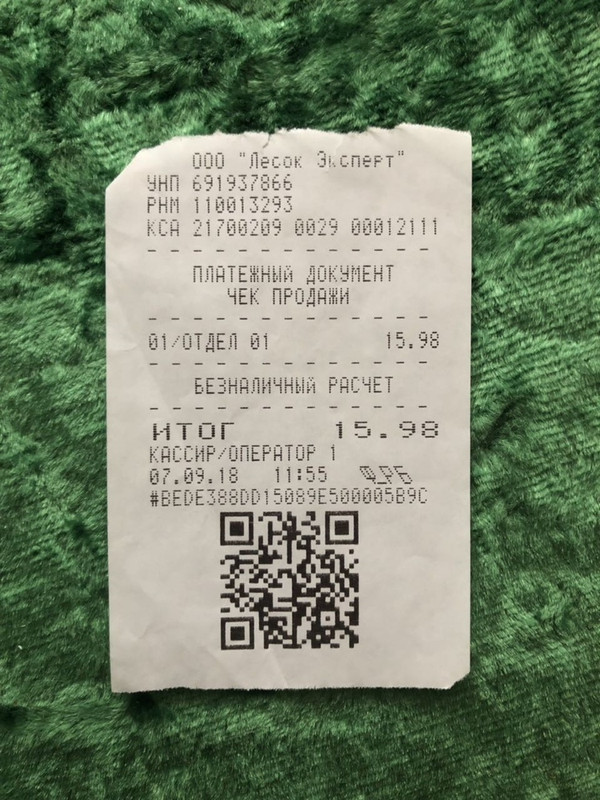 ООО "Лесок Эксперт"
УНП 691937866
РНМ 110013293
КСА 21700209 0029 00012111
ПЛАТЕЖНЫЙ ДОКУМЕНТ
ЧЕК ПРОДАЖИ
01/ОТДЕЛ 01 15.98
БЕЗНАЛИЧНЫЙ РАСЧЕТ
ИТОГ 15.98
КАССИР/ОПЕРАТОР 1
07.09.18 11:55
#BEDE388DD15089E500005B9C